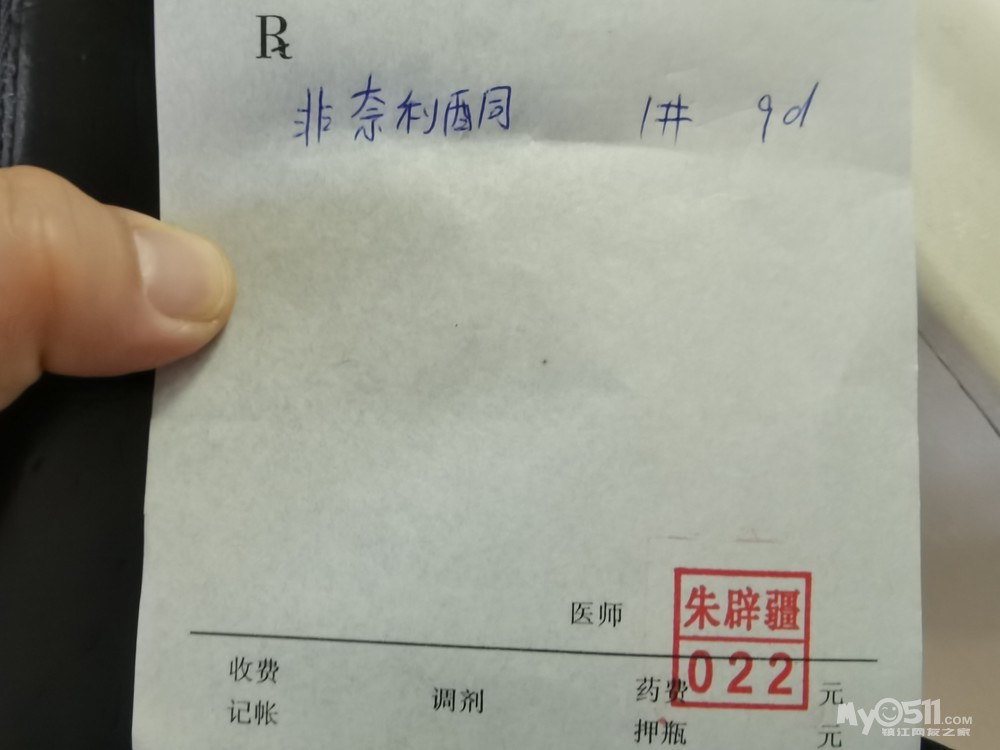 Rx
非奈利酮 1# qd
医师 朱辟疆
022
收费 药费 元
记帐 调剂 押瓶 元
My0511.COM
镇江网友之家